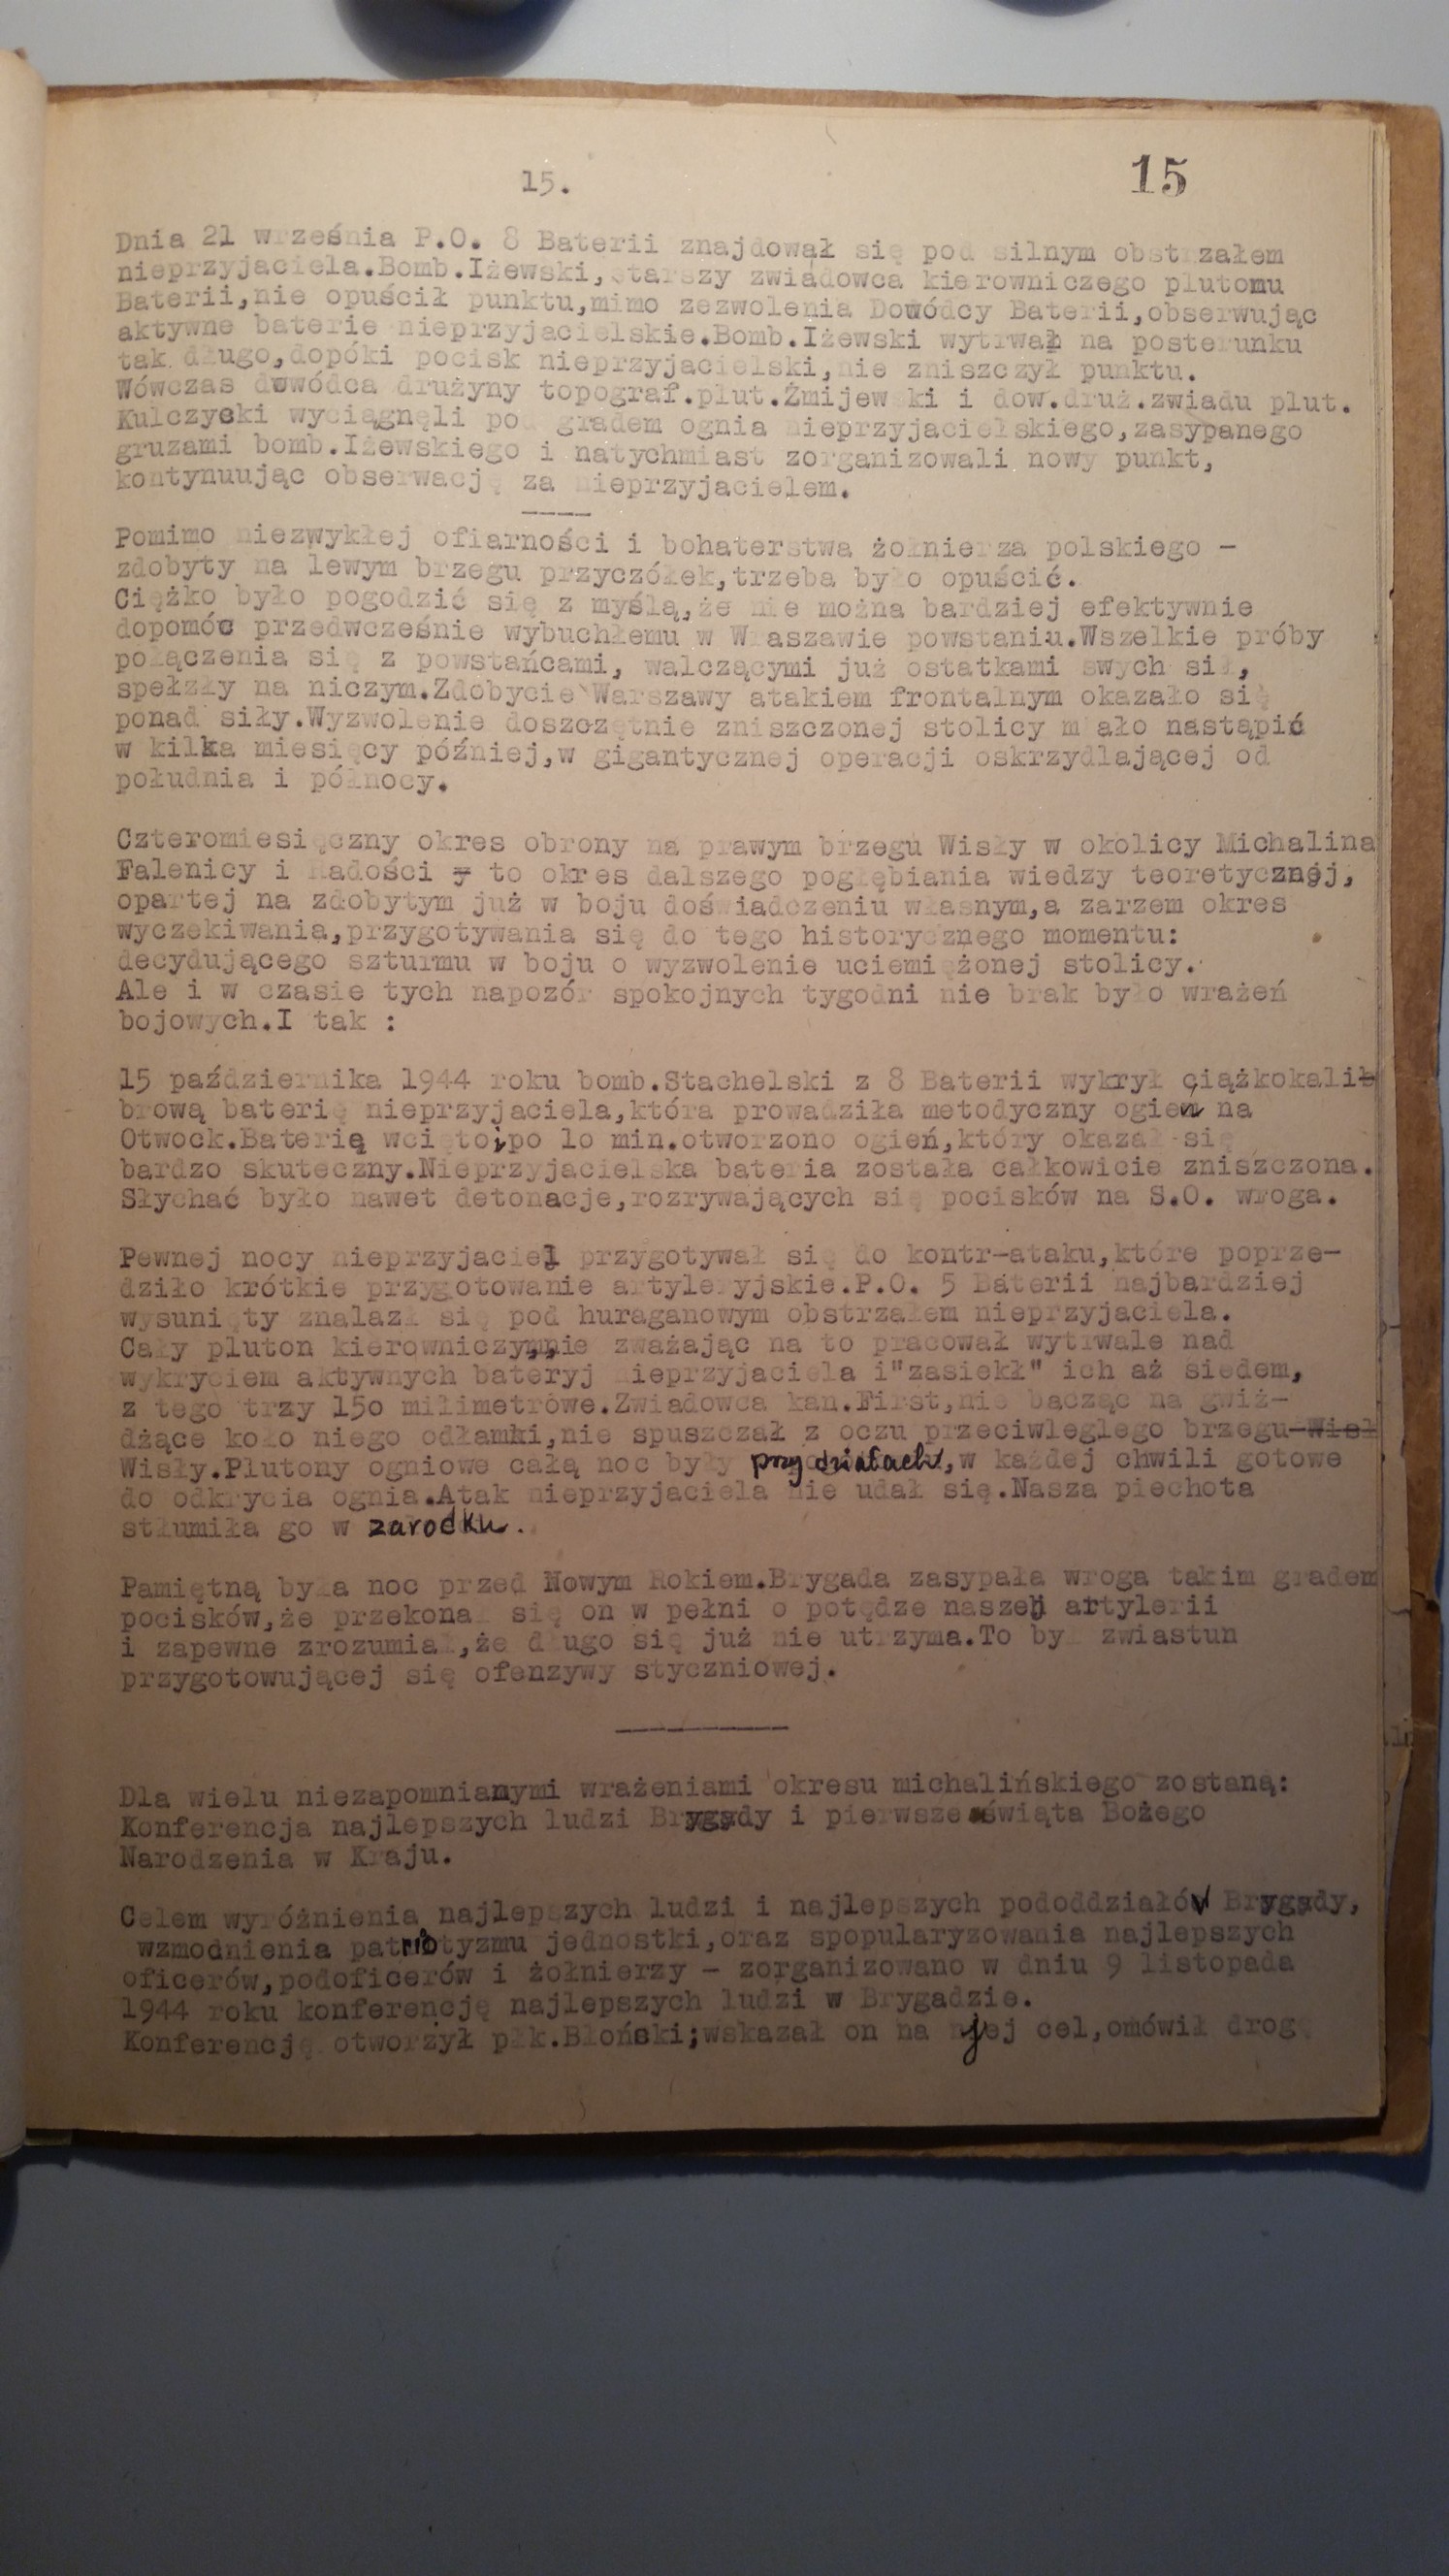 15. 15
Dnia 21 września P.O. 8 Baterii znajdował się pod silnym obstrzałem
nieprzyjaciela.Bomb.Iżewski,starszy zwiadowca kierowniczego plutonu
Baterii,nie opuścił punktu,mimo zezwolenia Dowódcy Baterii,obserwując
aktywne baterie nieprzyjacielskie.Bomb.Iżewski wytrwał na posterunku
tak długo,dopóki pocisk nieprzyjacielski,nie zniszczył punktu.
Wówczas dowódca drużyny topograf.plut.Żmijewski i dow.druż.zwiadu plut.
Kulczycki wyciągnęli pod gradem ognia nieprzyjacielskiego,zasypanego
gruzami bomb.Iżewskiego i natychmiast zorganizowali nowy punkt,
kontynuując obserwację za nieprzyjacielem.
Pomimo niezwykłej ofiarności i bohaterstwa żołnierza polskiego -
zdobyty na lewym brzegu przyczółek,trzeba było opuścić.
Ciężko było pogodzić się z myślą,że nie można bardziej efektywnie
dopomóc przedwcześnie wybuchłemu w Wraszawie powstaniu.Wszelkie próby
połączenia się z powstańcami, walczącymi już ostatkami swych sił,
spełzły na niczym.Zdobycie Warszawy atakiem frontalnym okazało się
ponad siły.Wyzwolenie doszczętnie zniszczonej stolicy miało nastąpić
w kilka miesięcy później,w gigantycznej operacji oskrzydlającej od
południa i północy.
Czteromiesięczny okres obrony na prawym brzegu Wisły w okolicy Michalina
Falenicy i Radości - to okres dalszego pogłębiania wiedzy teoretycznej,
opartej na zdobytym już w boju doświadczeniu własnym,a zarzem okres
wyczekiwania,przygotywania się do tego historycznego momentu:
decydującego szturmu w boju o wyzwolenie uciemiężonej stolicy.
Ale i w czasie tych napozór spokojnych tygodni nie brak było wrażeń
bojowych.I tak :
15 października 1944 roku bomb.Stachelski z 8 Baterii wykrył ciążkokalib
brową baterię nieprzyjaciela,która prowadziła metodyczny ogien na
Otwock.Baterię wcięto;po 10 min.otworzono ogień,który okazał się
bardzo skuteczny.Nieprzyjacielska bateria została całkowicie zniszczona.
Słychać było nawet detonacje,rozrywających się pocisków na S.O. wroga.
Pewnej nocy nieprzyjaciel przygotywał się do kontr-ataku,które poprze-
dziło krótkie przygotowanie artyleryjskie.P.O. 5 Baterii najbardziej
wysunięty znalazł się pod huraganowym obstrzałem nieprzyjaciela.
Cały pluton kierowniczy,nie zważając na to pracował wytrwale nad
wykryciem aktywnych bateryj nieprzyjaciela i"zasiekł" ich aż siedem,
z tego trzy 15o milimetrowe.Zwiadowca kan.First,nie bacząc na gwiż-
dżące koło niego odłamki,nie spuszczał z oczu przeciwległego brzegu Wisł
Wisły.Plutony ogniowe całą noc były przy działach,w każdej chwili gotowe
do odkrycia ognia.Atak nieprzyjaciela nie udał się.Nasza piechota
stłumiła go w zarodku.
Pamiętną była noc przed Nowym Rokiem.Brygada zasypała wroga takim gradem
pocisków,że przekonał się on w pełni o potędze naszej artylerii
i zapewne zrozumiał,że długo się już nie utrzyma.To był zwiastun
przygotowującej się ofenzywy styczniowej.
Dla wielu niezapomnianymi wrażeniami okresu michalińskiego zostaną:
Konferencja najlepszych ludzi Brygady i pierwsze święta Bożego
Narodzenia w Kraju.
Celem wyróżnienia najlepszych ludzi i najlepszych pododdziałów Brygady,
wzmodnienia patriotyzmu jednostki,oraz spopularyzowania najlepszych
oficerów,podoficerów i żołnierzy - zorganizowano w dniu 9 listopada
1944 roku konferencję najlepszych ludzi w Brygadzie.
Konferencję otworzył płk.Błoński;wskazał on na jej cel,omówił drogę